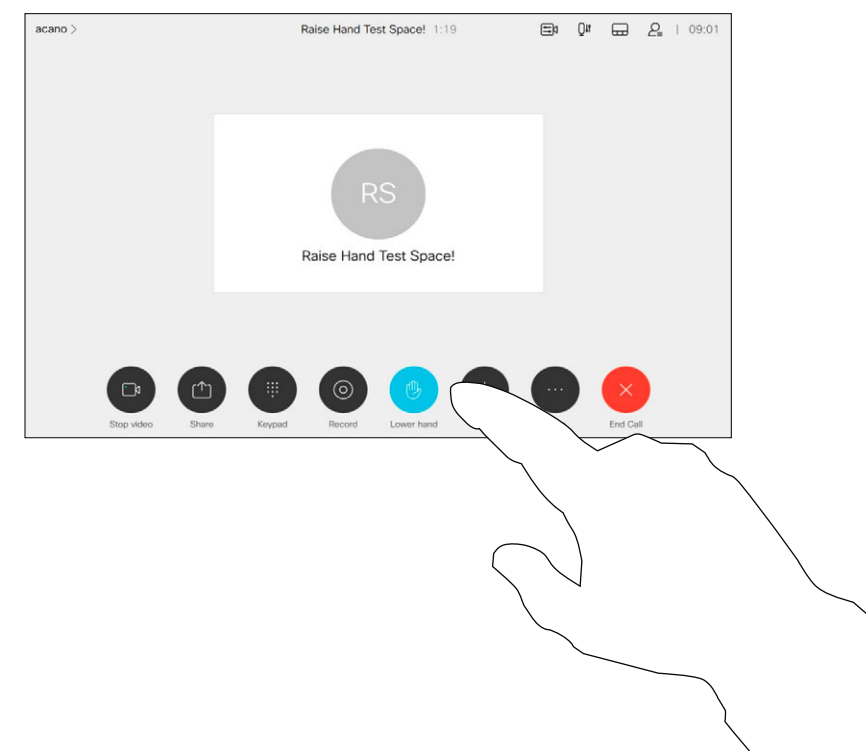 acano >
Raise Hand Test Space! 1:19
| 09:01
RS
Raise Hand Test Space!
Stop video
Share
Keypad
Record
Lower hand
End Call